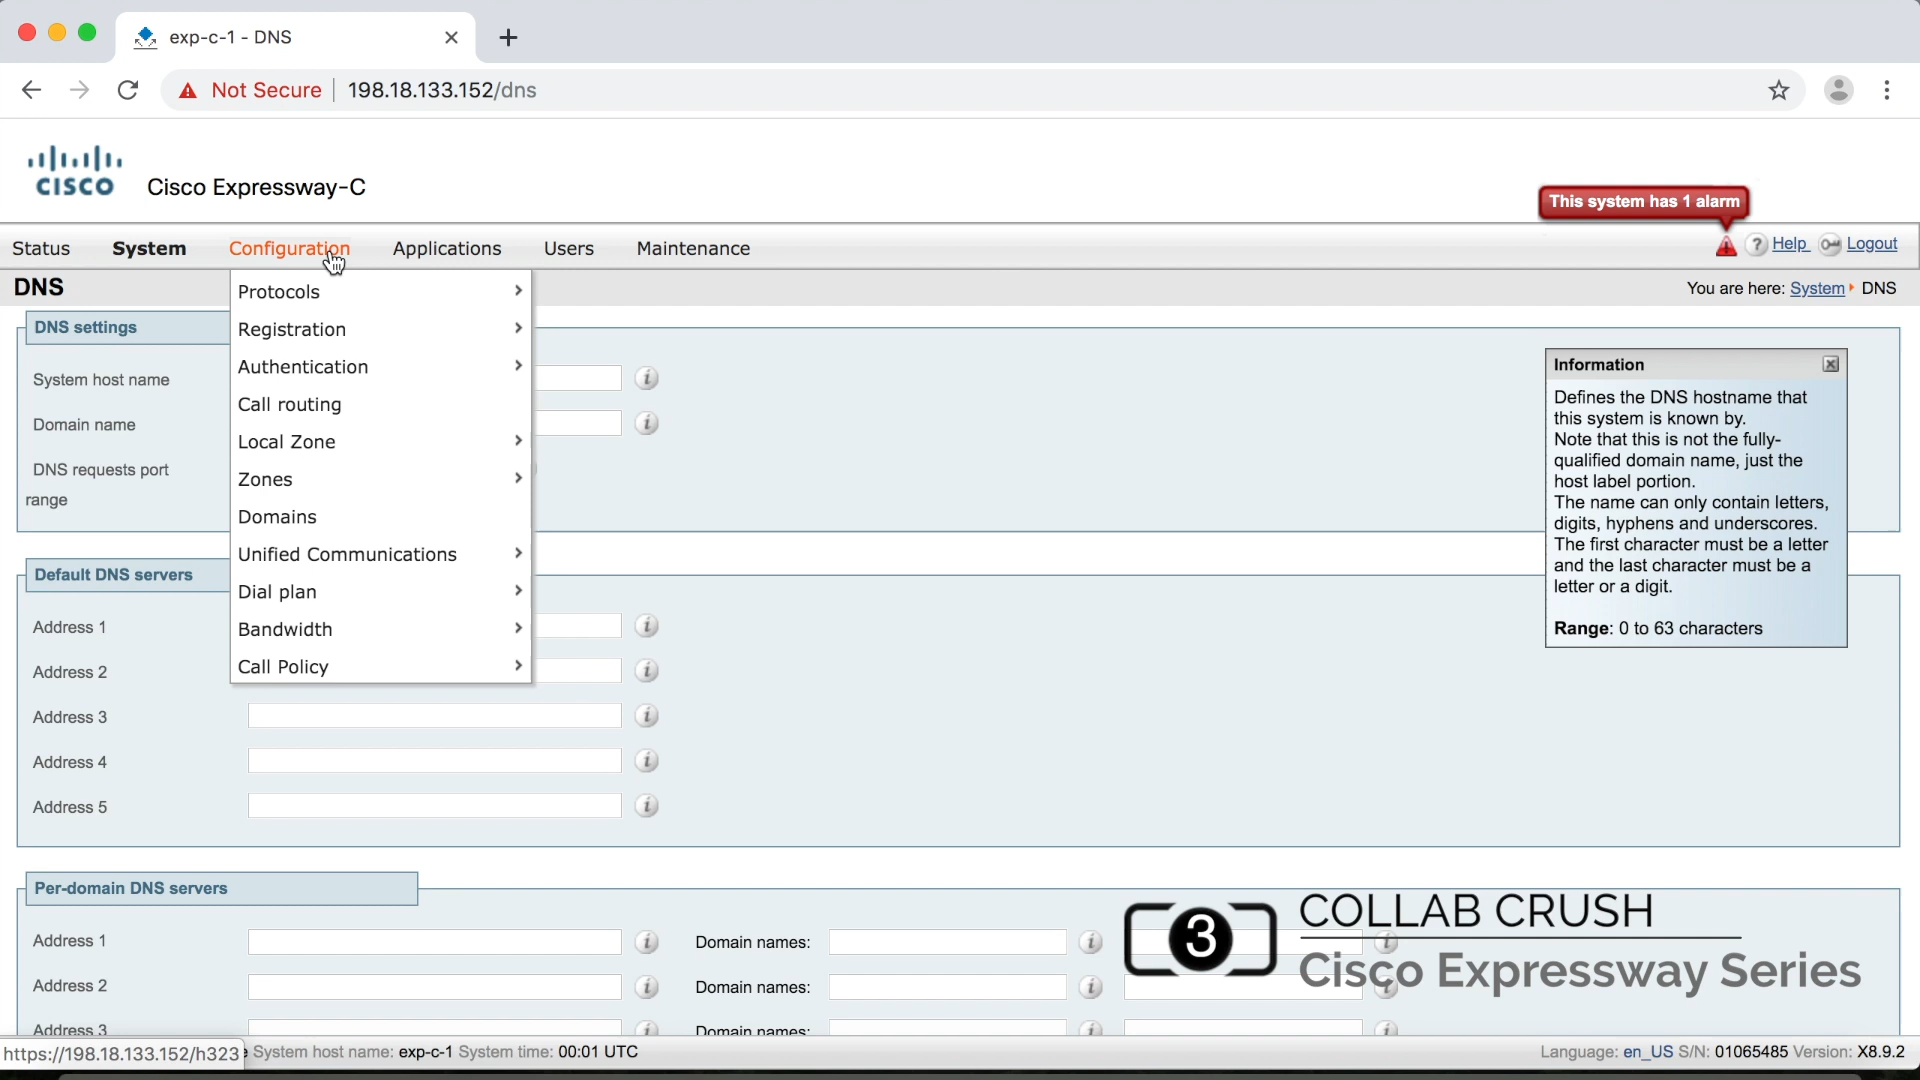 exp-c-1 - DNS
Not Secure
198.18.133.152/dns
CISCO
Cisco Expressway-C
This system has 1 alarm
Status
System
Configuration
Applications
Users
Maintenance
Help
Logout
DNS
You are here: System DNS
Protocols
Registration
Authentication
Call routing
Local Zone
Zones
Domains
Unified Communications
Dial plan
Bandwidth
Call Policy
DNS settings
System host name
Domain name
DNS requests port
range
Information
Defines the DNS hostname that
this system is known by.
Note that this is not the fully-
qualified domain name, just the
host label portion.
The name can only contain letters,
digits, hyphens and underscores.
The first character must be a letter
and the last character must be a
letter or a digit.
Range: 0 to 63 characters
Default DNS servers
Address 1
Address 2
Address 3
Address 4
Address 5
Per-domain DNS servers
Address 1
Domain names:
Address 2
Domain names:
Address 3
Domain names:
3
COLLAB CRUSH
Cisco Expressway Series
https://198.18.133.152/h323
System host name: exp-c-1 System time: 00:01 UTC
Language: en_US S/N: 01065485 Version: X8.9.2